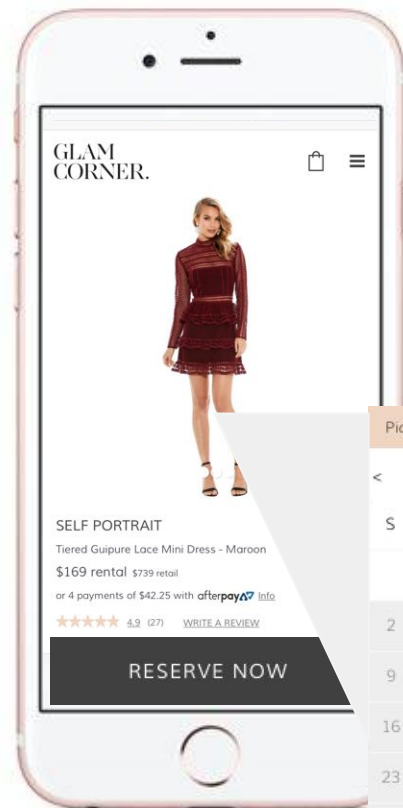 GLAM
CORNER.
SELF PORTRAIT
Tiered Guipure Lace Mini Dress - Maroon
$169 rental $739 retail
or 4 payments of $42.25 with afterpay Info
4.9 (27) WRITE A REVIEW
RESERVE NOW
<
S
2
9
16
23